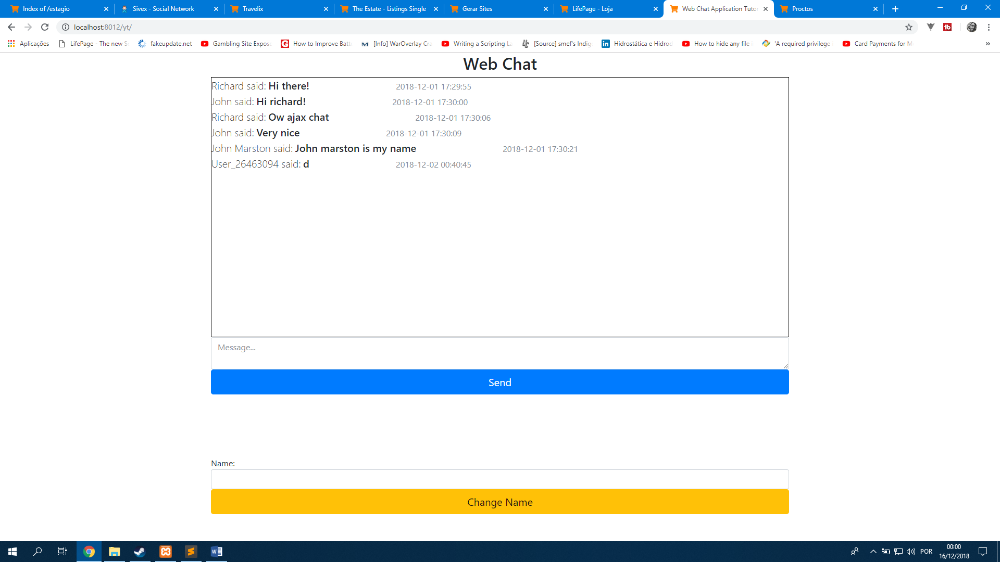 Index of /estagio
Sivex - Social Network
Travelix
The Estate - Listings Single
Gerar Sites
LifePage - Loja
Web Chat Application Tutor
Proctos
localhost:8012/yt/
Aplicações
LifePage - The new Sc
fakeupdate.net
Gambling Site Expose
How to Improve Batt
[Info] WarOverlay Cra
Writing a Scripting La
[Source] smef's Indig
Hidrostática e Hidrod
How to hide any file i
'A required privilege
Card Payments for M
»
Web Chat
Richard said: Hi there! 2018-12-01 17:29:55
John said: Hi richard! 2018-12-01 17:30:00
Richard said: Ow ajax chat 2018-12-01 17:30:06
John said: Very nice 2018-12-01 17:30:09
John Marston said: John marston is my name 2018-12-01 17:30:21
User_26463094 said: d 2018-12-02 00:40:45
Message...
Send
Name:
Change Name
POR
00:00
16/12/2018